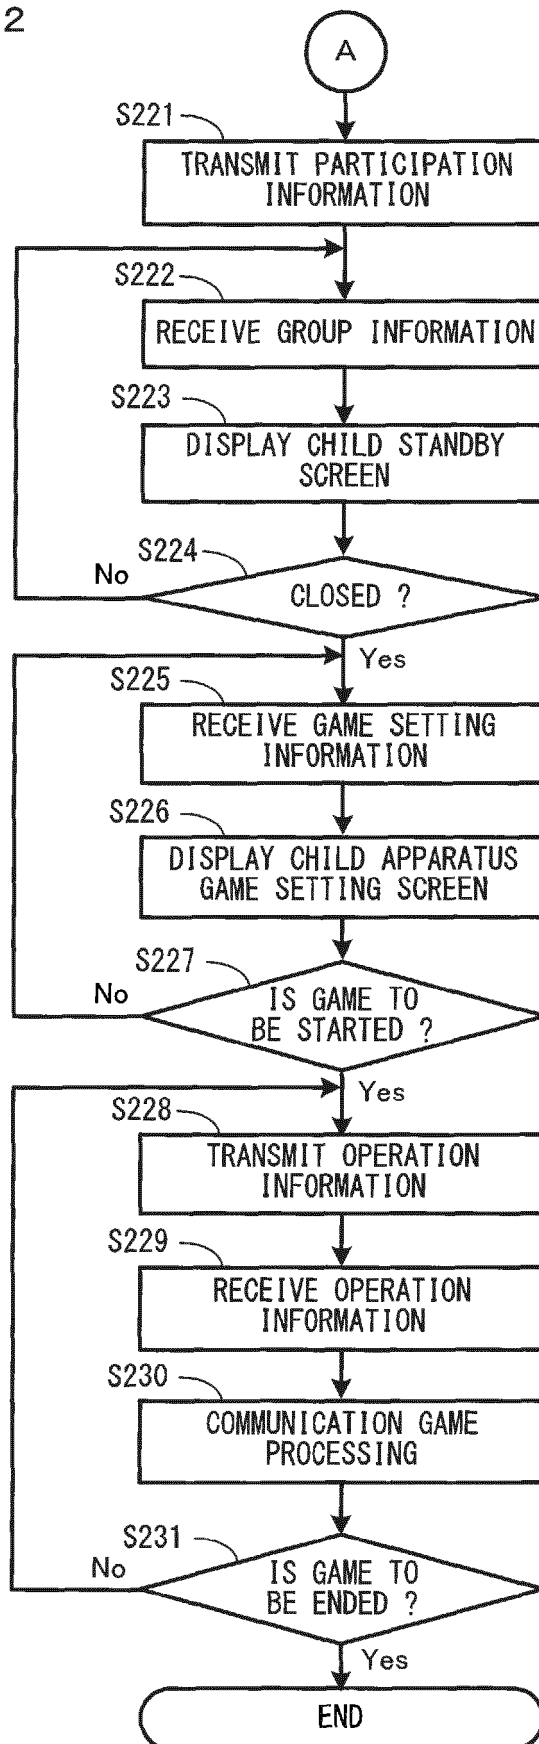 2
A
S221
TRANSMIT PARTICIPATION
INFORMATION
S222
RECEIVE GROUP INFORMATION
S223
DISPLAY CHILD STANDBY
SCREEN
S224
No
CLOSED ?
Yes
S225
RECEIVE GAME SETTING
INFORMATION
S226
DISPLAY CHILD APPARATUS
GAME SETTING SCREEN
S227
No
IS GAME TO
BE STARTED ?
Yes
S228
TRANSMIT OPERATION
INFORMATION
S229
RECEIVE OPERATION
INFORMATION
S230
COMMUNICATION GAME
PROCESSING
S231
No
IS GAME TO
BE ENDED ?
Yes
END